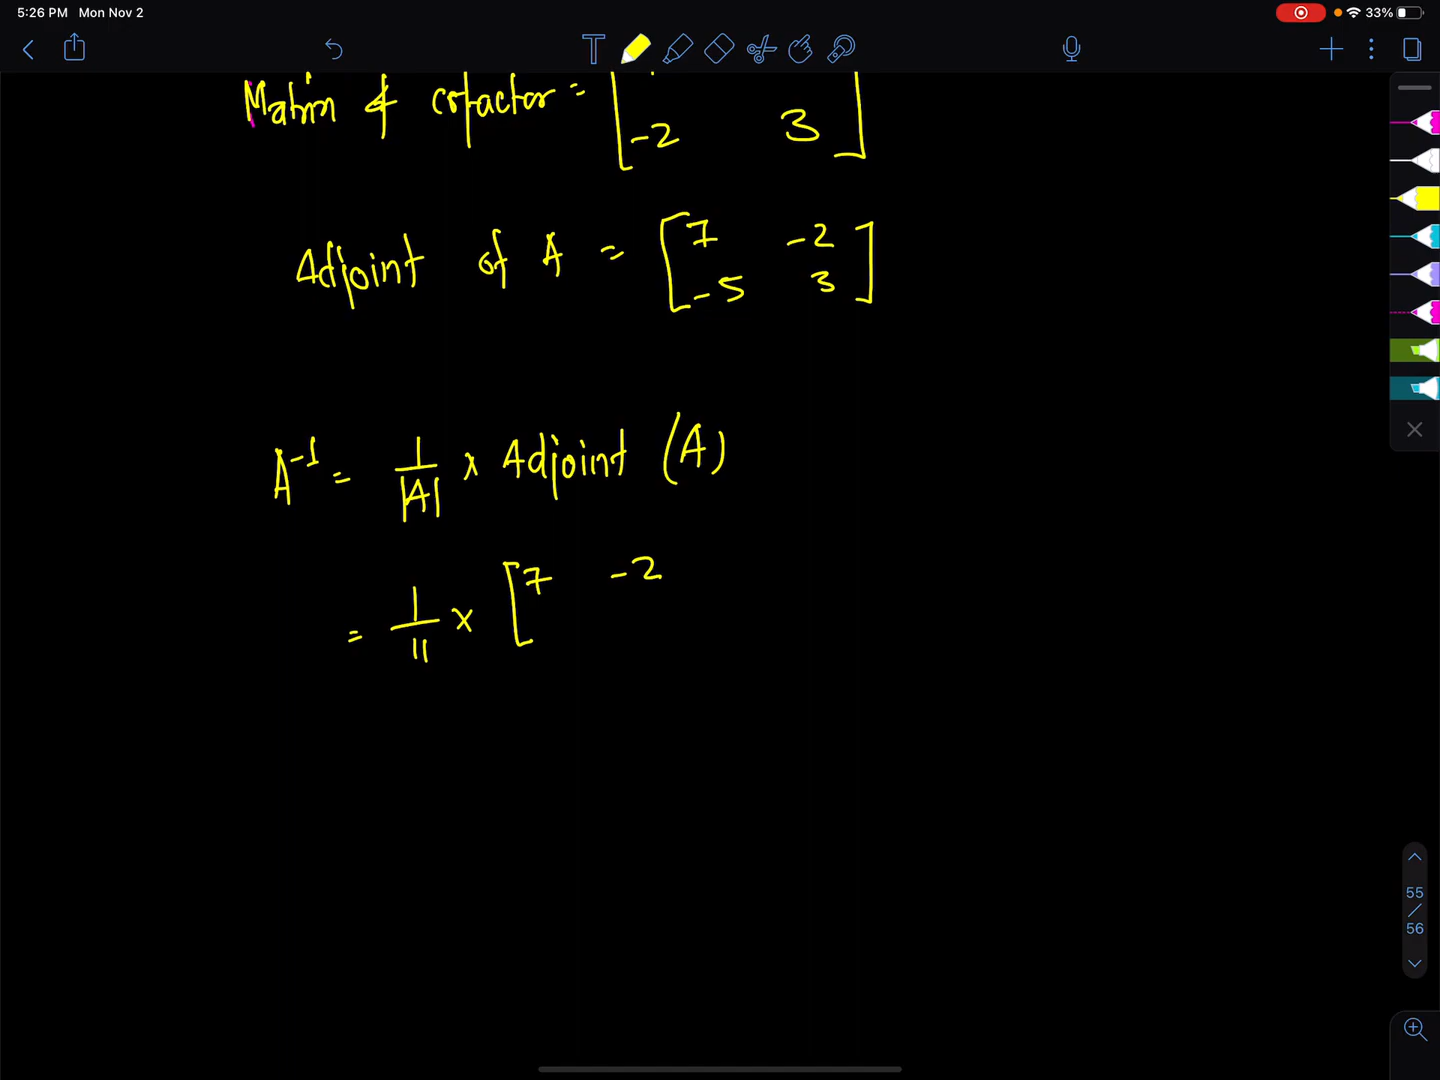 5:26 PM Mon Nov 2
33%
T
Matrix of cofactor = [
-2 3 ]
Adjoint of A = [ 7 -2
-5 3 ]
A⁻¹ = 1/|A| x Adjoint (A)
= 1/11 x [ 7 -2
55
/
56